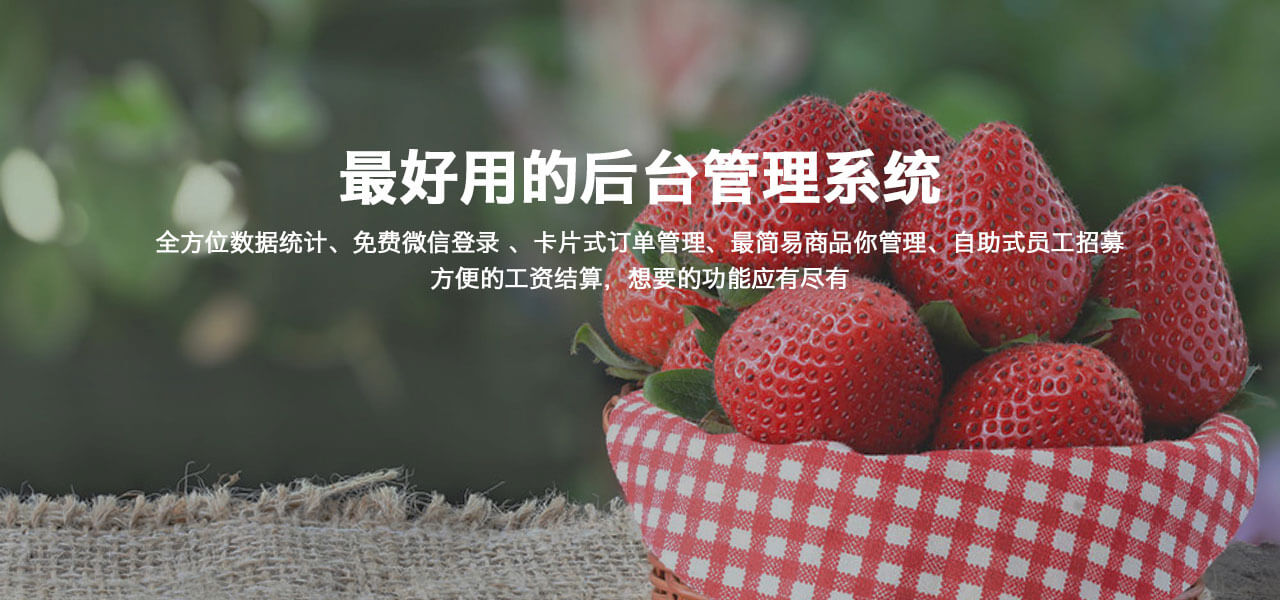 最好用的后台管理系统
全方位数据统计、免费微信登录 、卡片式订单管理、最简易商品你管理、自助式员工招募
方便的工资结算，想要的功能应有尽有